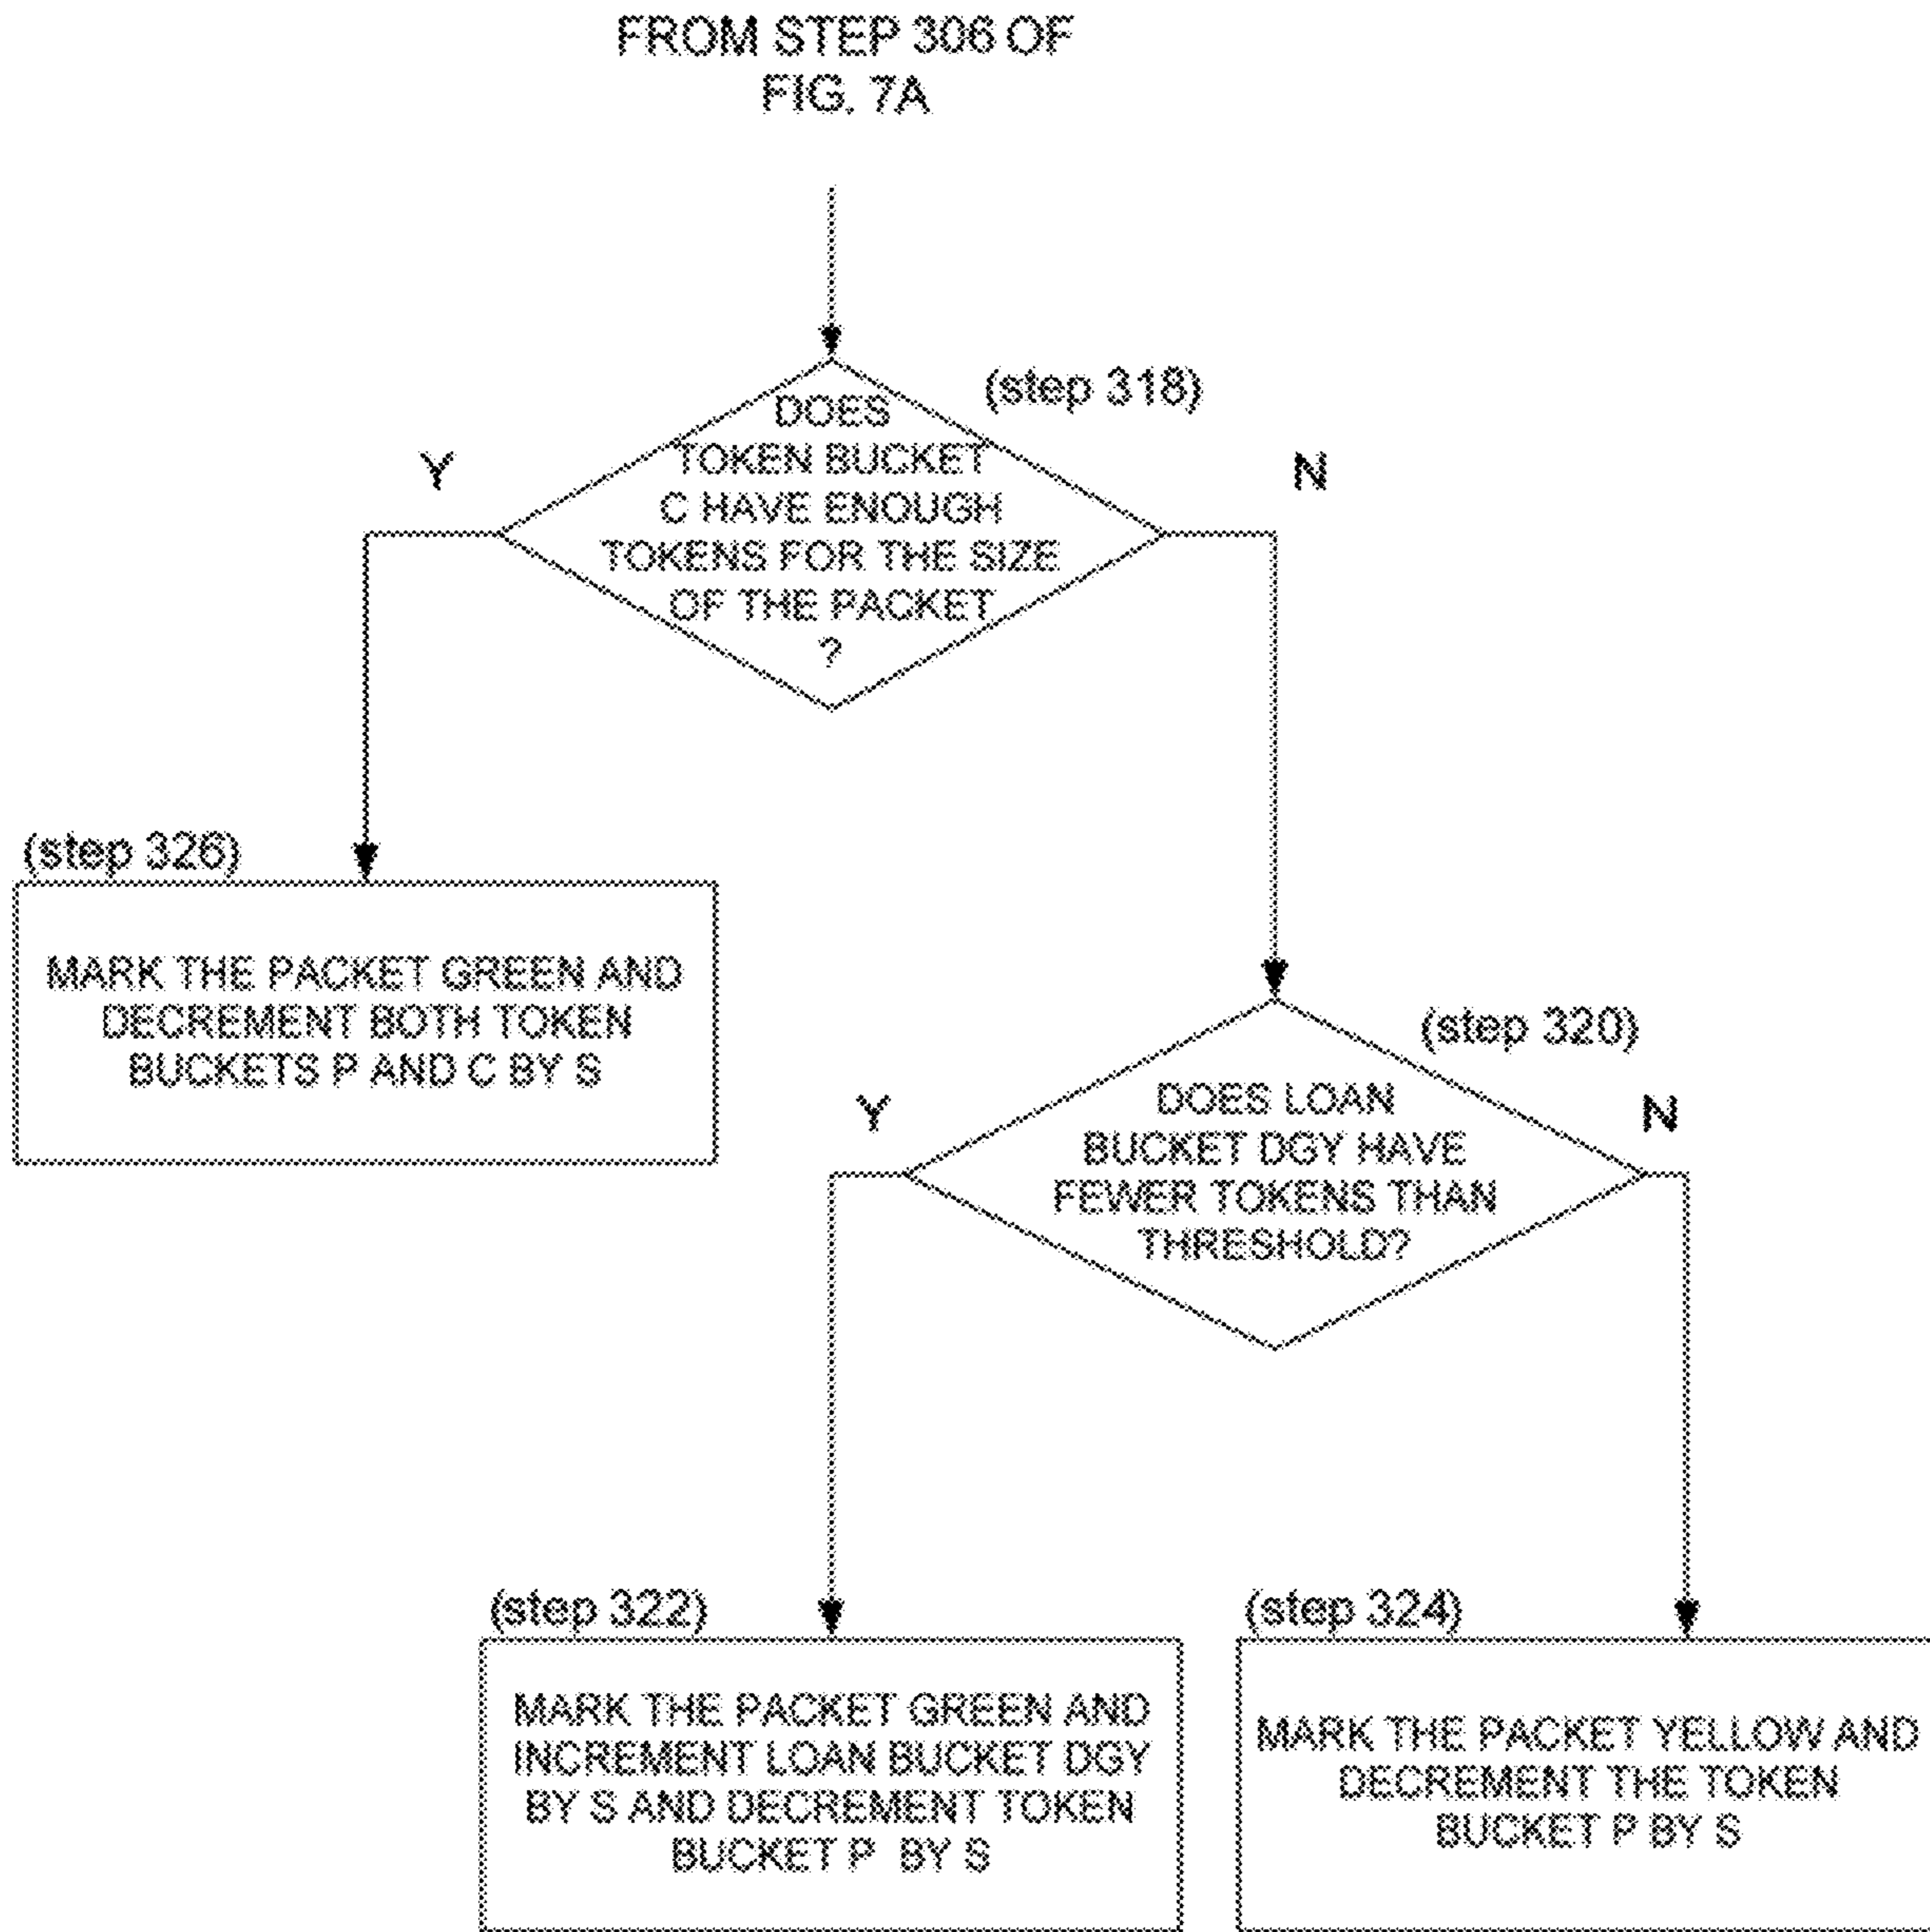 FROM STEP 306 OF
FIG. 7A
(step 318)
DOES
TOKEN BUCKET
C HAVE ENOUGH
TOKENS FOR THE SIZE
OF THE PACKET
?
Y
N
(step 326)
MARK THE PACKET GREEN AND
DECREMENT BOTH TOKEN
BUCKETS P AND C BY S
(step 320)
DOES LOAN
BUCKET DGY HAVE
FEWER TOKENS THAN
THRESHOLD?
Y
N
(step 322)
MARK THE PACKET GREEN AND
INCREMENT LOAN BUCKET DGY
BY S AND DECREMENT TOKEN
BUCKET P BY S
(step 324)
MARK THE PACKET YELLOW AND
DECREMENT THE TOKEN
BUCKET P BY S